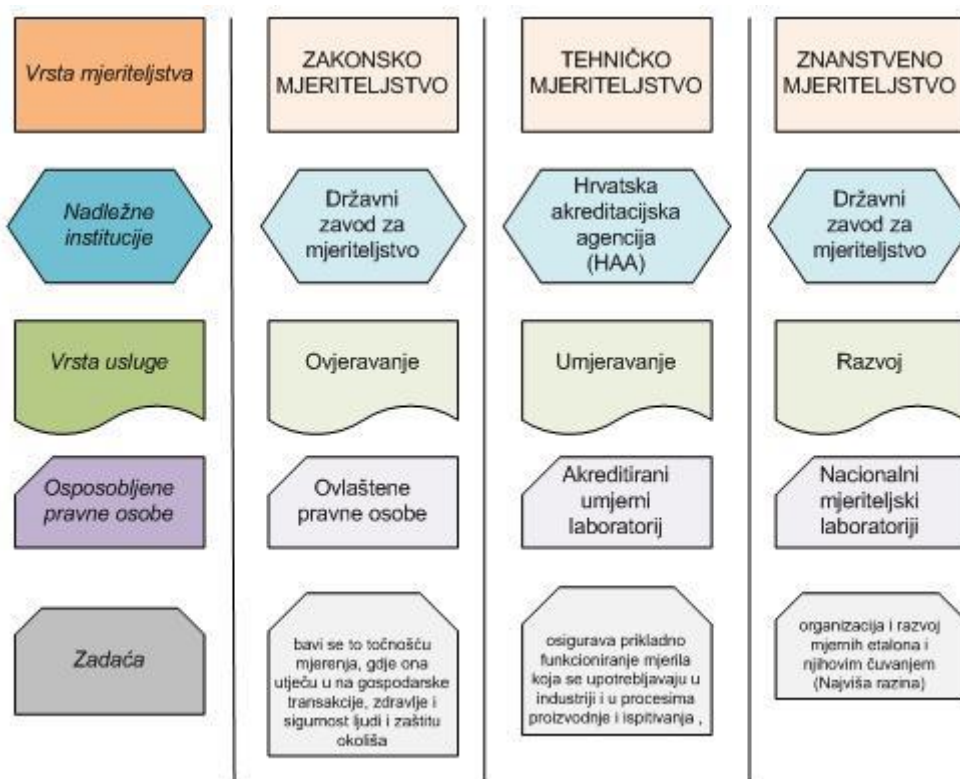 Vrsta mjeriteljstva
ZAKONSKO
MJERITELJSTVO
TEHNIČKO
MJERITELJSTVO
ZNANSTVENO
MJERITELJSTVO
Nadležne
institucije
Državni
zavod za
mjeriteljstvo
Hrvatska
akreditacijska
agencija
(HAA)
Državni
zavod za
mjeriteljstvo
Vrsta usluge
Ovjeravanje
Umjeravanje
Razvoj
Osposobljene
pravne osobe
Ovlaštene
pravne osobe
Akreditirani
umjerni
laboratorij
Nacionalni
mjeriteljski
laboratoriji
Zadaća
bavi se to točnošću
mjerenja, gdje ona
utječu u na gospodarske
transakcije, zdravlje i
sigurnost ljudi i zaštitu
okoliša
osigurava prikladno
funkcioniranje mjerila
koja se upotrebljavaju u
industriji i u procesima
proizvodnje i ispitivanja ,
organizacija i razvoj
mjernih etalona i
njihovim čuvanjem
(Najviša razina)